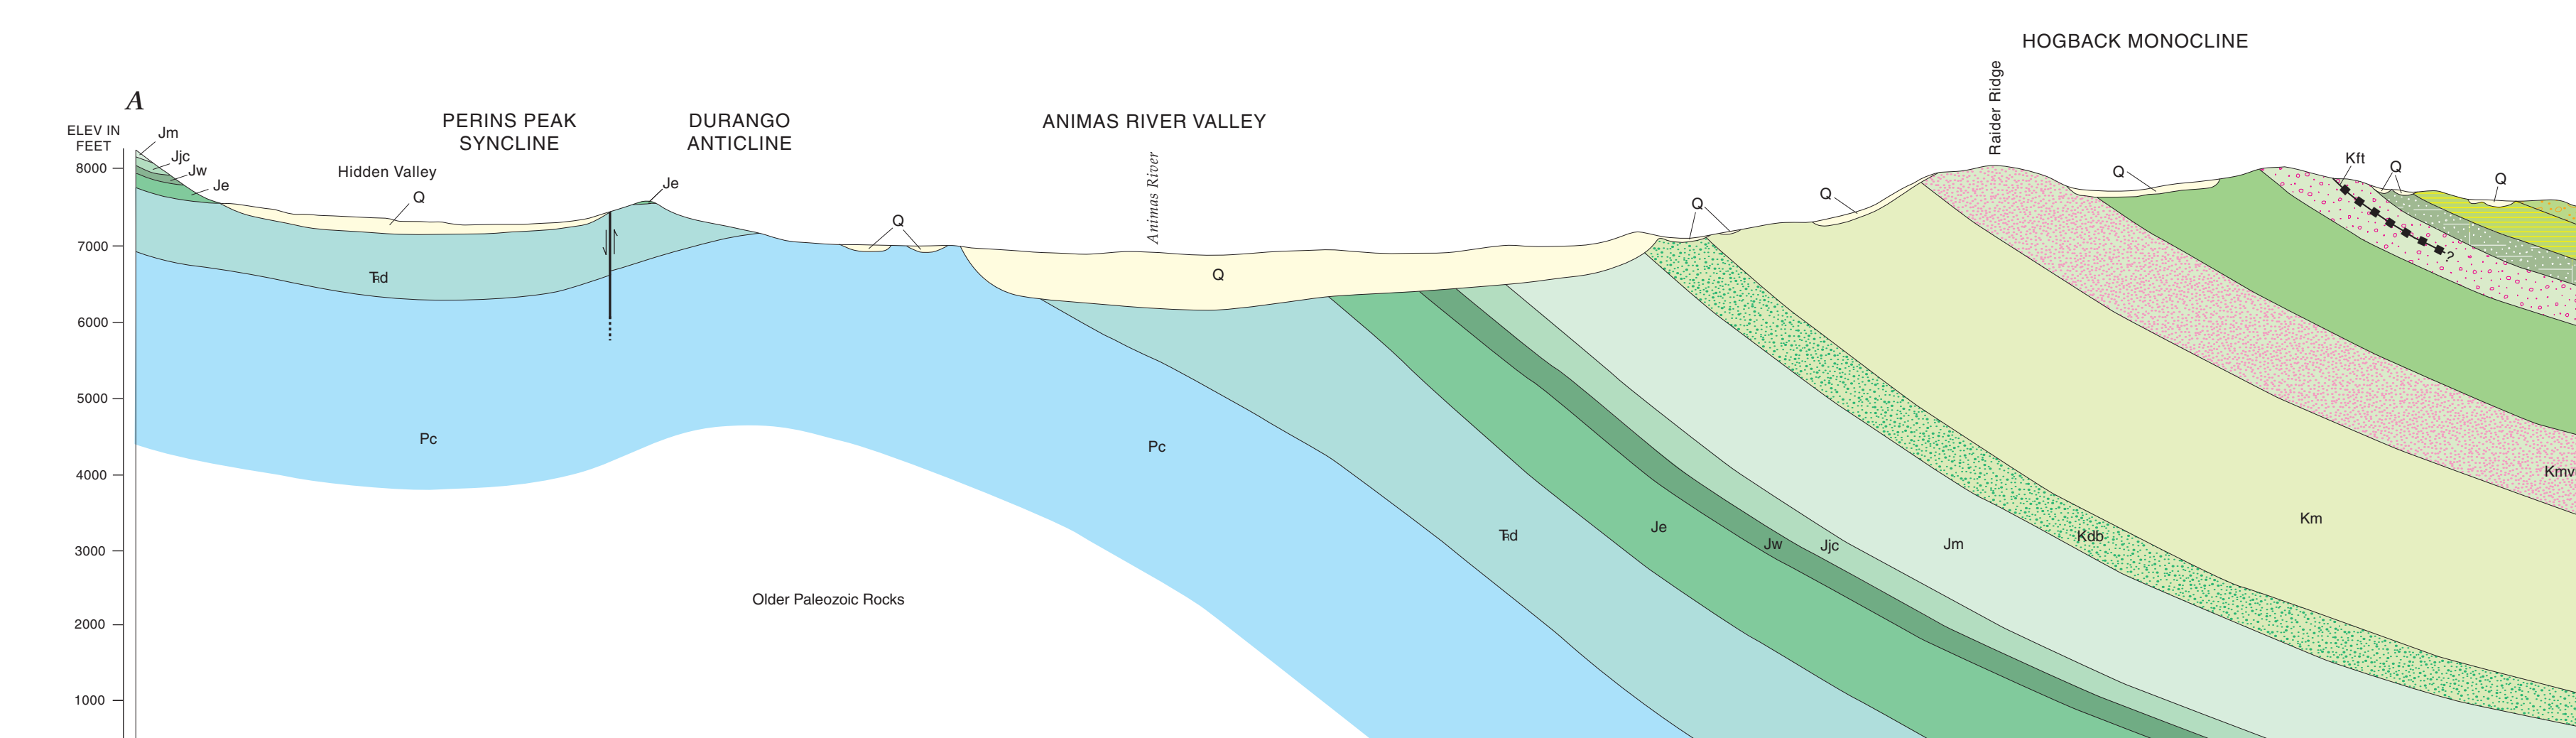 HOGBACK MONOCLINE
Raider Ridge
A
PERINS PEAK
SYNCLINE
DURANGO
ANTICLINE
ANIMAS RIVER VALLEY
ELEV IN
FEET
Jm
Jjc
Jw
Je
Hidden Valley
Q
Je
Q
Animas River
Q
Q
Q
Kft
Q
Q
8000
7000
6000
5000
4000
3000
2000
1000
TRd
Q
?
Pc
Pc
Kmv
TRd
Je
Jw
Jjc
Jm
Kdb
Km
Older Paleozoic Rocks